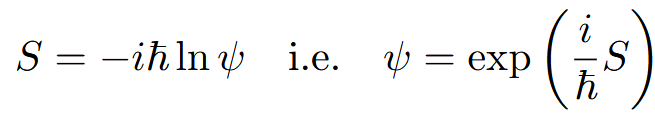 S = −iħ ln ψ i.e. ψ = exp ( i/ħ S )